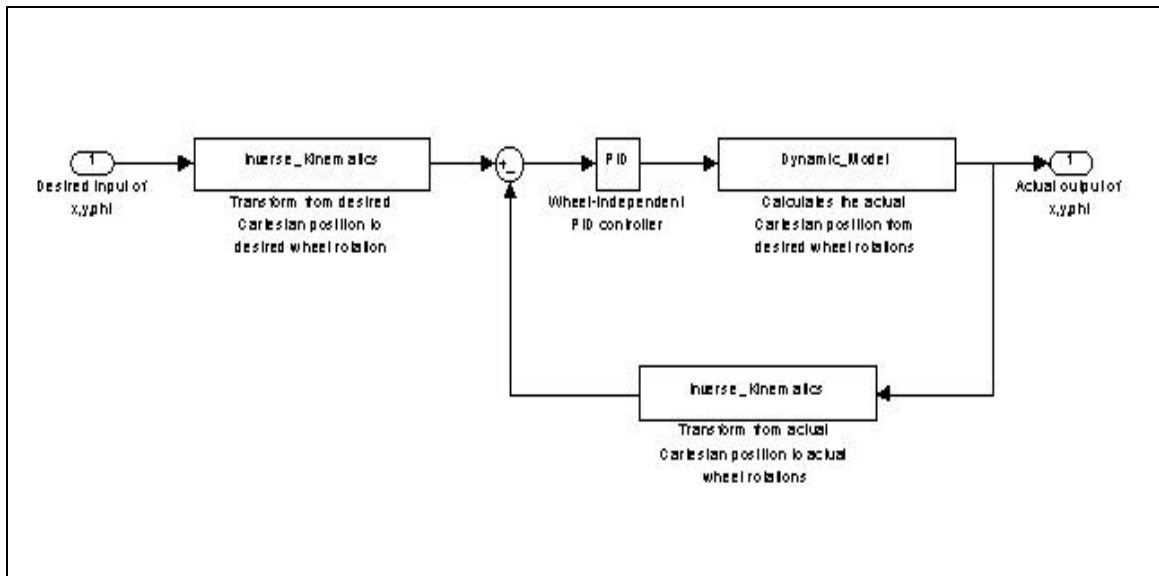 1
Desired input of
x,y,phi
Inverse_Kinematics
Transform from desired
Cartesian position to
desired wheel rotation
+
-
PID
Wheel-independent
PID controller
Dynamic_Model
Calculates the actual
Cartesian position from
desired wheel rotations
1
Actual output of
x,y,phi
Inverse_Kinematics
Transform from actual
Cartesian position to actual
wheel rotations